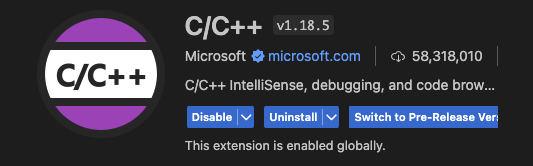 C/C++ v1.18.5
Microsoft microsoft.com 58,318,010
C/C++
C/C++ IntelliSense, debugging, and code brow...
Disable Uninstall Switch to Pre-Release Ver
This extension is enabled globally.